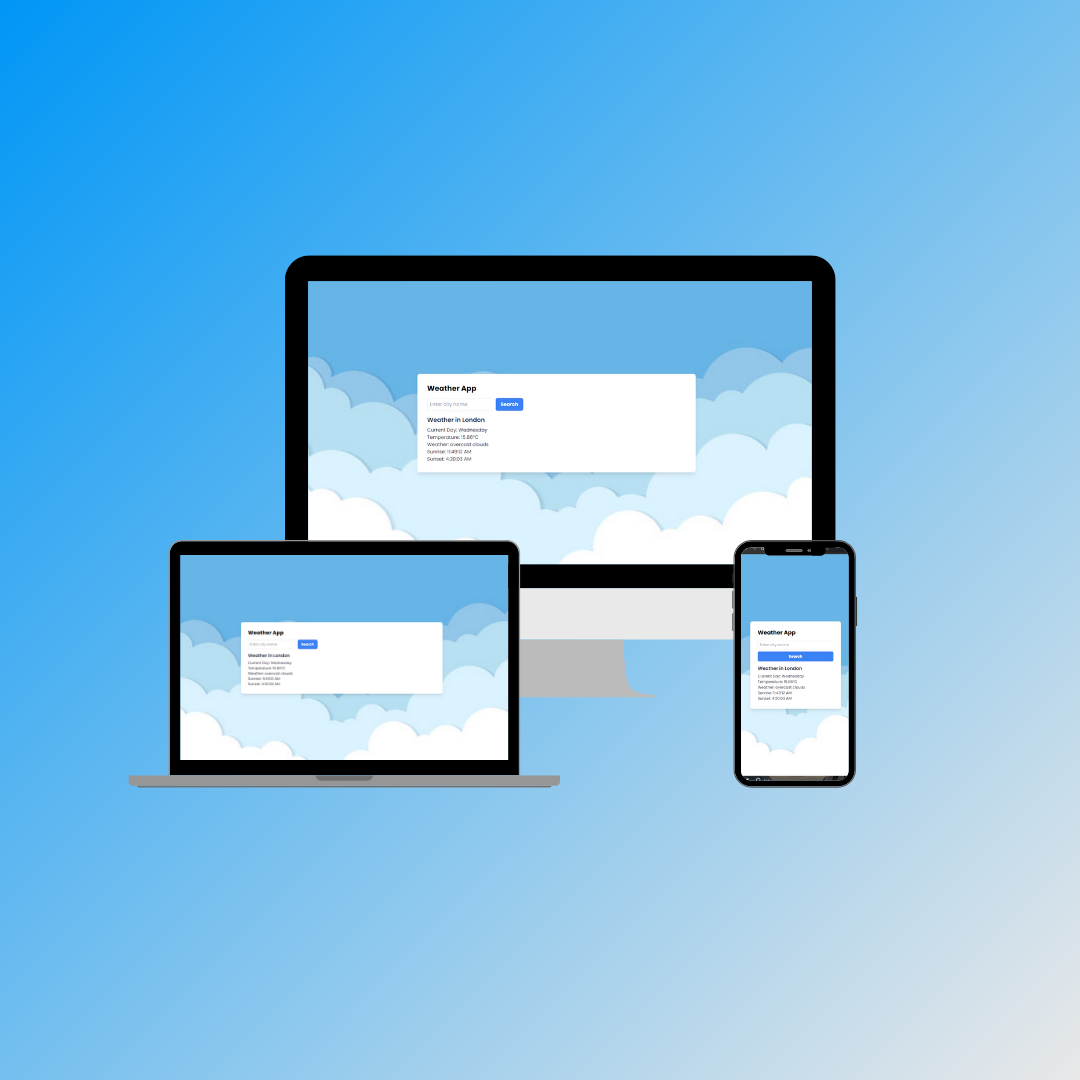 Weather App
Enter city name
Search
Weather in London
Current Day: Wednesday
Temperature: 15.86°C
Weather: overcast clouds
Sunrise: 11:49:12 AM
Sunset: 4:20:03 AM
Weather App
Enter city name
Search
Weather in London
Current Day: Wednesday
Temperature: 15.86°C
Weather: overcast clouds
Sunrise: 11:49:12 AM
Sunset: 4:20:03 AM
Weather App
Enter city name
Search
Weather in London
Current Day: Wednesday
Temperature: 15.86°C
Weather: overcast clouds
Sunrise: 11:49:12 AM
Sunset: 4:20:03 AM